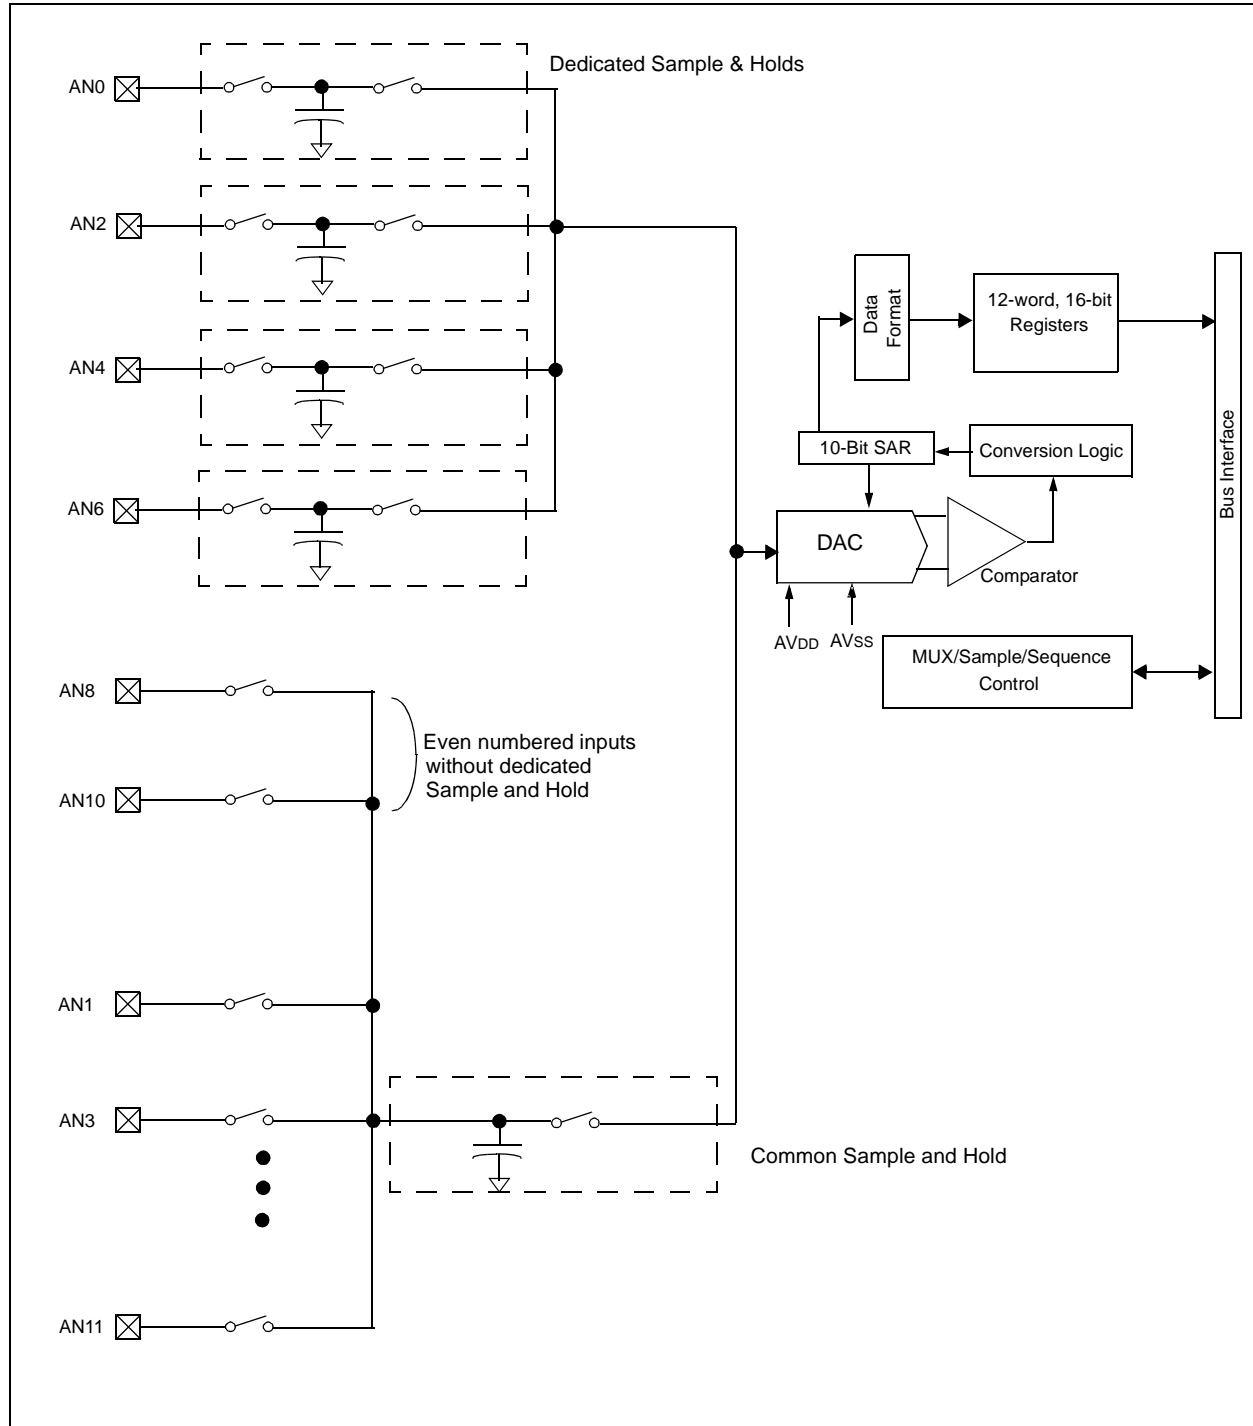 Dedicated Sample & Holds
AN0
AN2
AN4
AN6
Data
Format
12-word, 16-bit
Registers
Bus Interface
10-Bit SAR
Conversion Logic
DAC
Comparator
AVDD
AVSS
MUX/Sample/Sequence
Control
AN8
Even numbered inputs
without dedicated
Sample and Hold
AN10
AN1
AN3
Common Sample and Hold
AN11